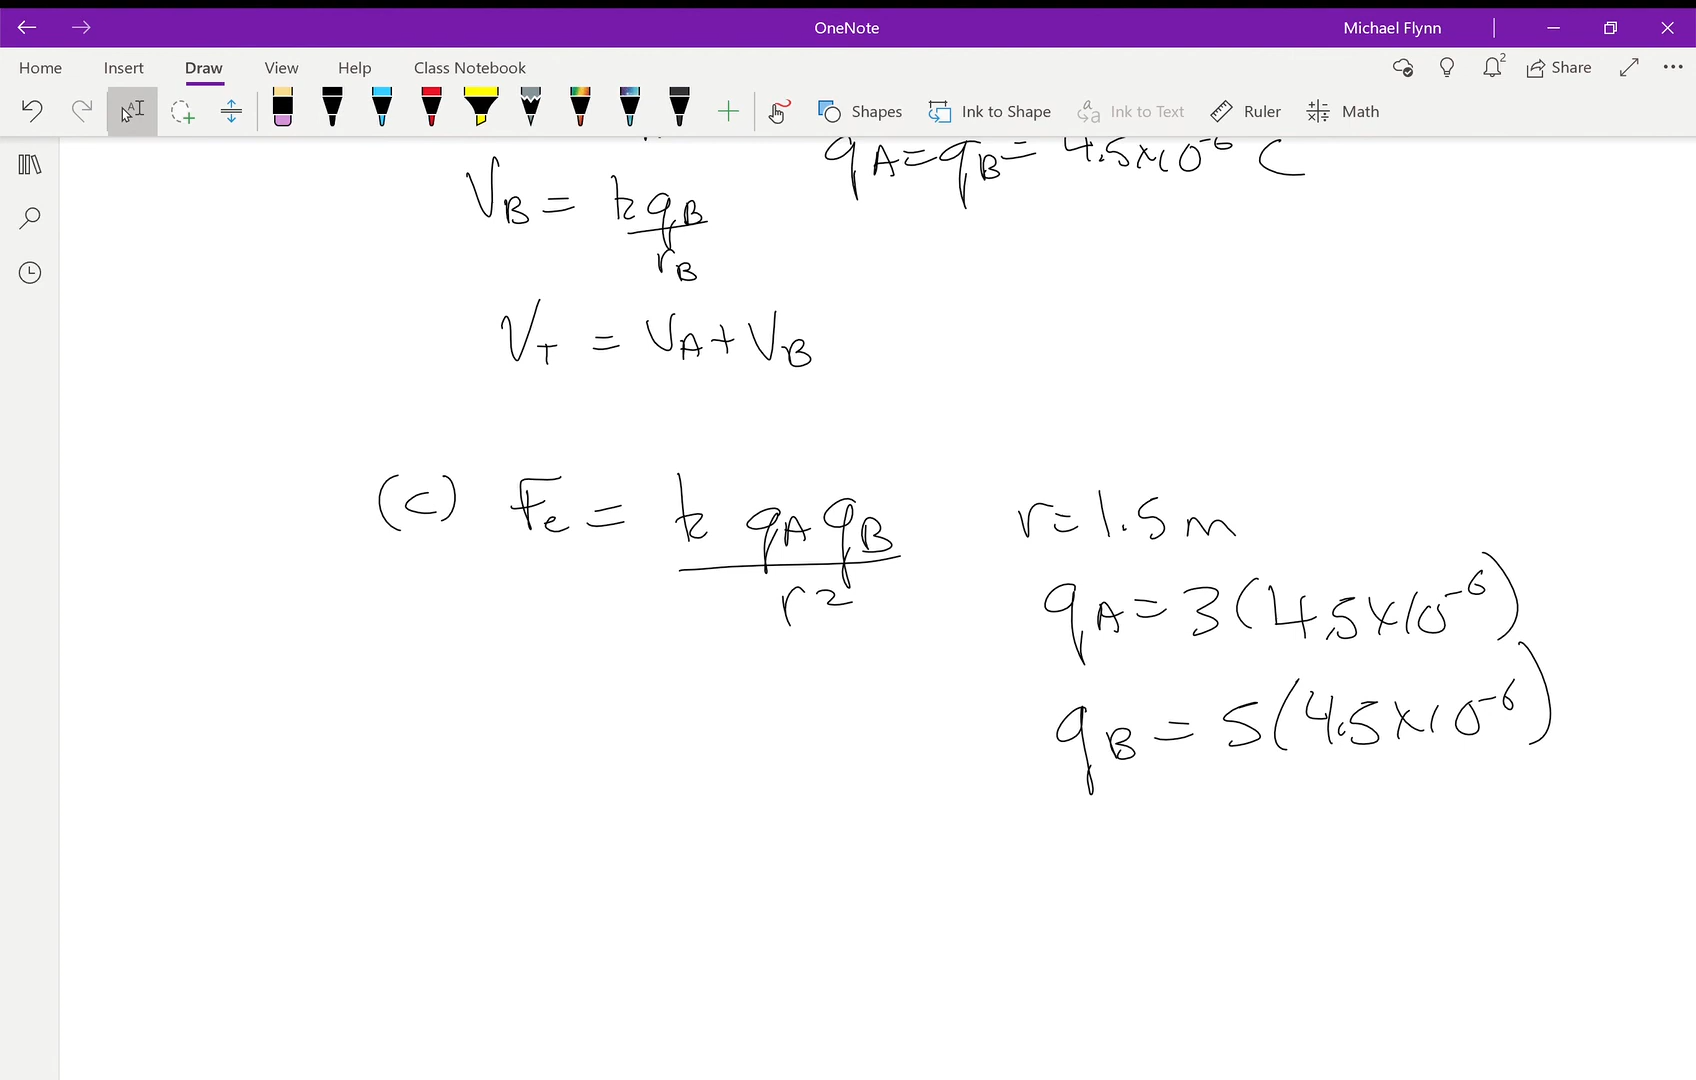 OneNote
Michael Flynn
Home Insert Draw View Help Class Notebook
2 Share
Shapes Ink to Shape Ink to Text Ruler Math
qA = qB = 4.5×10⁻⁶ C
VB = k qB / rB
VT = VA + VB
(c) Fe = k qA qB / r²
r = 1.5 m
qA = 3(4.5×10⁻⁶)
qB = 5(4.5×10⁻⁶)